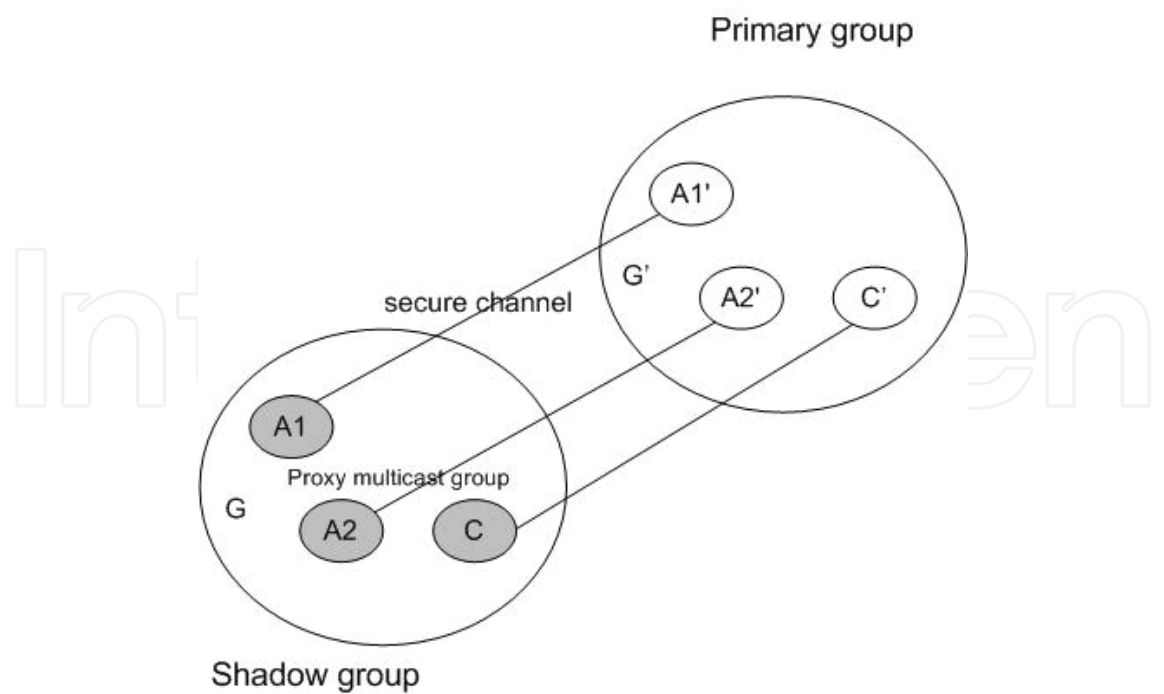 Primary group
A1'
G’
A2'
C’
secure channel
A1
Proxy multicast group
G
A2
C
Shadow group